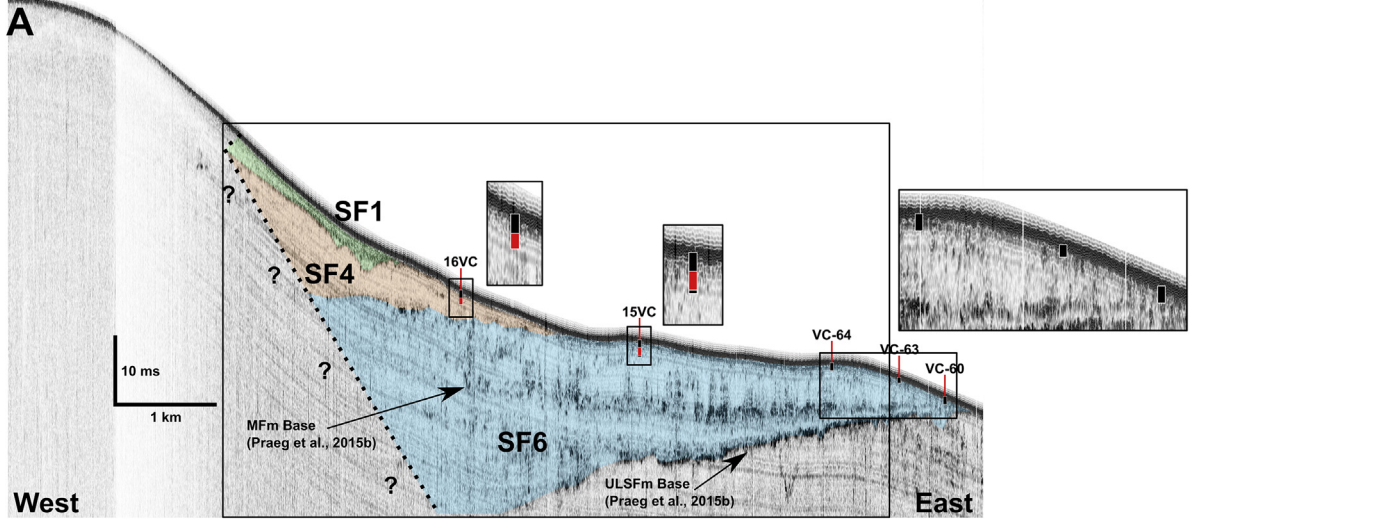 A
SF1
?
16VC
?
SF4
15VC
VC-64
VC-63
VC-60
10 ms
?
1 km
MFm Base
(Praeg et al., 2015b)
SF6
?
ULSFm Base
(Praeg et al., 2015b)
West
East